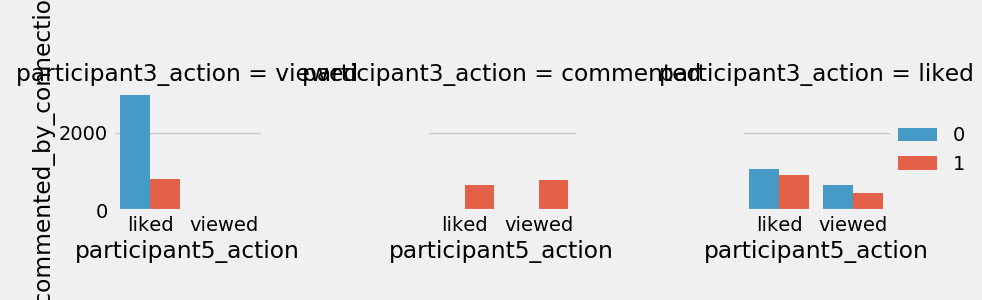 participant3_action = viewed
participant3_action = commented
participant3_action = liked
commented_by_connectio
2000
0
liked viewed
liked viewed
liked viewed
participant5_action
participant5_action
participant5_action
0
1